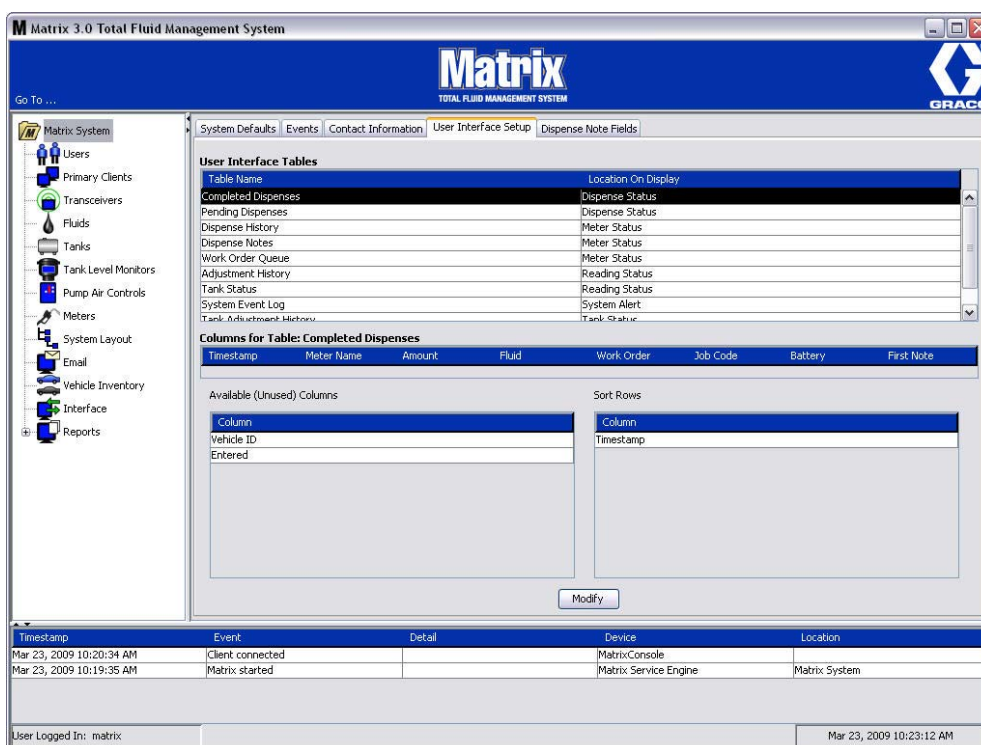 Matrix 3.0 Total Fluid Management System
Matrix
TOTAL FLUID MANAGEMENT SYSTEM
GRACO
Go To ...
Matrix System
Users
Primary Clients
Transceivers
Fluids
Tanks
Tank Level Monitors
Pump Air Controls
Meters
System Layout
Email
Vehicle Inventory
Interface
Reports
System Defaults Events Contact Information User Interface Setup Dispense Note Fields
User Interface Tables
Table Name Location On Display
Completed Dispenses Dispense Status
Pending Dispenses Dispense Status
Dispense History Meter Status
Dispense Notes Meter Status
Work Order Queue Meter Status
Adjustment History Reading Status
Tank Status Reading Status
System Event Log System Alert
Tank Adjustment History Tank Status
Columns for Table: Completed Dispenses
Timestamp Meter Name Amount Fluid Work Order Job Code Battery First Note
Available (Unused) Columns
Column
Vehicle ID
Entered
Sort Rows
Column
Timestamp
Modify
Timestamp Event Detail Device Location
Mar 23, 2009 10:20:34 AM Client connected MatrixConsole
Mar 23, 2009 10:19:35 AM Matrix started Matrix Service Engine Matrix System
User Logged In: matrix Mar 23, 2009 10:23:12 AM